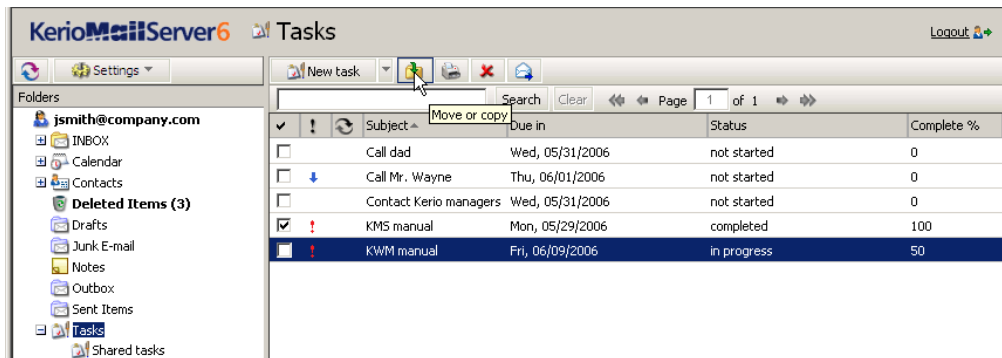 KerioMailServer6 Tasks Logout
Settings New task
Folders Search Clear Page 1 of 1
Move or copy
jsmith@company.com ! Subject Due in Status Complete %
INBOX
Calendar Call dad Wed, 05/31/2006 not started 0
Contacts ↓ Call Mr. Wayne Thu, 06/01/2006 not started 0
Deleted Items (3) Contact Kerio managers Wed, 05/31/2006 not started 0
Drafts ! KMS manual Mon, 05/29/2006 completed 100
Junk E-mail ! KWM manual Fri, 06/09/2006 in progress 50
Notes
Outbox
Sent Items
Tasks
Shared tasks